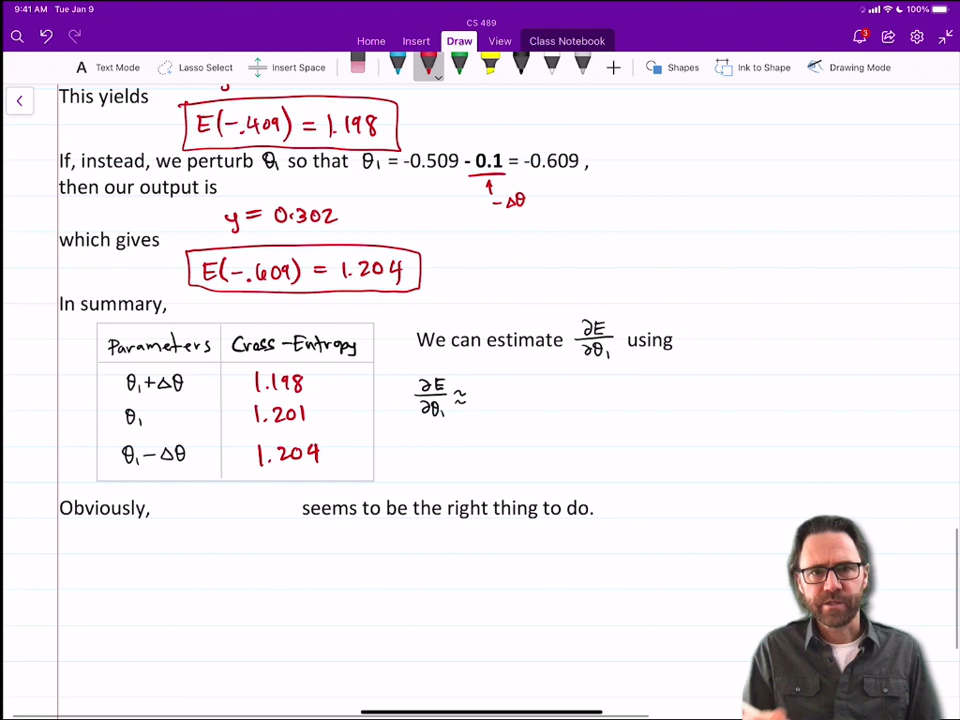 9:41 AM Tue Jan 9
100%
CS 489
Home Insert Draw View Class Notebook
3
A Text Mode Lasso Select Insert Space Shapes Ink to Shape Drawing Mode
This yields
E(-.409) = 1.198
If, instead, we perturb θ₁ so that θ₁ = -0.509 - 0.1 = -0.609 ,
-Δθ
then our output is
y = 0.302
which gives
E(-.609) = 1.204
In summary,
Parameters Cross-Entropy
θ₁+Δθ 1.198
θ₁ 1.201
θ₁-Δθ 1.204
We can estimate ∂E/∂θ₁ using
∂E/∂θ₁ ≈
Obviously, seems to be the right thing to do.